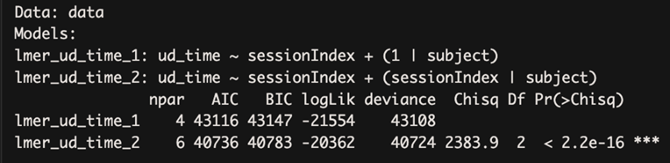 Data: data
Models:
lmer_ud_time_1: ud_time ~ sessionIndex + (1 | subject)
lmer_ud_time_2: ud_time ~ sessionIndex + (sessionIndex | subject)
npar AIC BIC logLik deviance Chisq Df Pr(>Chisq)
lmer_ud_time_1 4 43116 43147 -21554 43108
lmer_ud_time_2 6 40736 40783 -20362 40724 2383.9 2 < 2.2e-16 ***